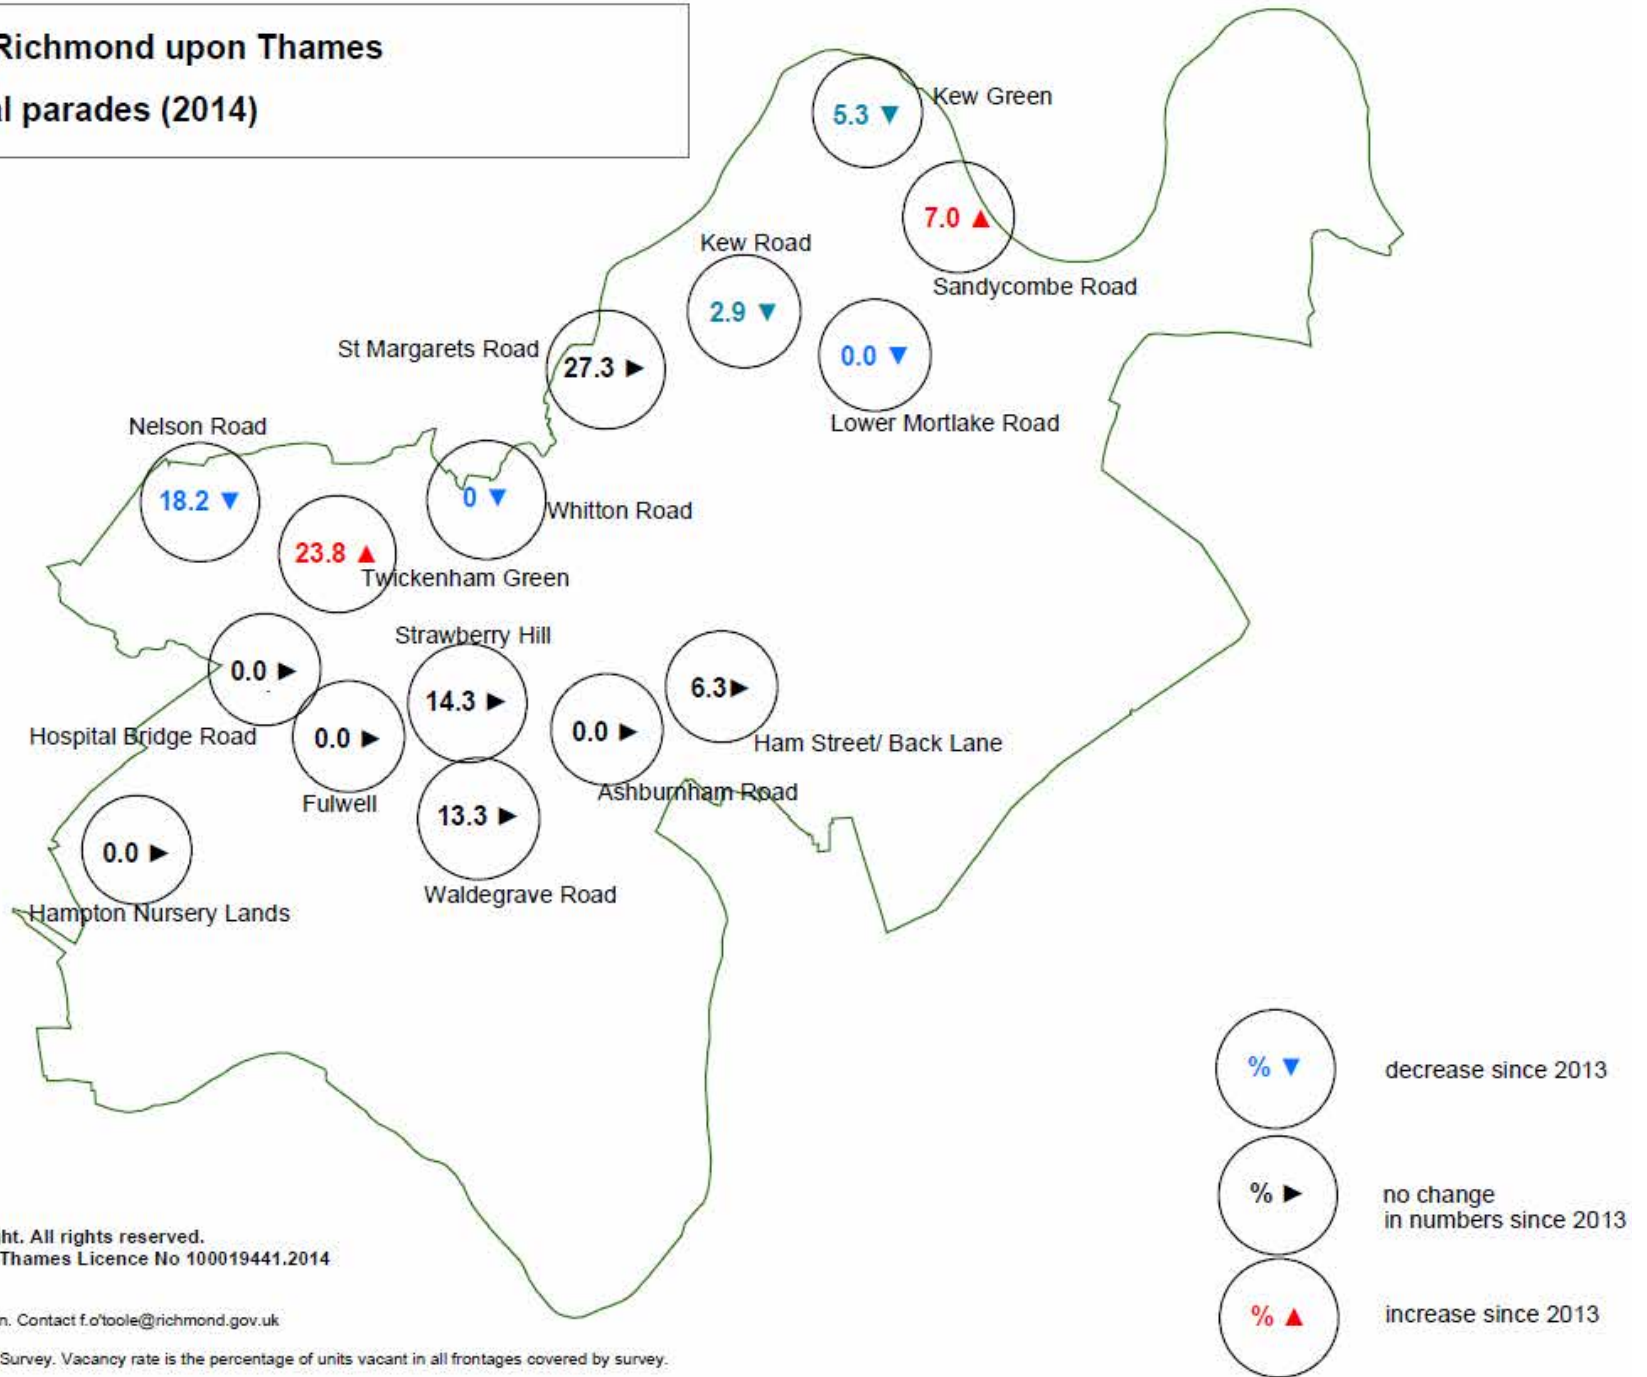 Richmond upon Thames
parades (2014)
Kew Green
5.3 ▼
7.0 ▲
Sandycombe Road
Kew Road
2.9 ▼
0.0 ▼
Lower Mortlake Road
St Margarets Road
27.3 ►
Nelson Road
18.2 ▼
0 ▼
Whitton Road
23.8 ▲
Twickenham Green
Strawberry Hill
14.3 ►
0.0 ►
Hospital Bridge Road
0.0 ►
Fulwell
0.0 ►
Ashburnham Road
6.3►
Ham Street/ Back Lane
13.3 ►
Waldegrave Road
0.0 ►
Hampton Nursery Lands
% ▼ decrease since 2013
% ► no change
in numbers since 2013
% ▲ increase since 2013
All rights reserved.
Thames Licence No 100019441.2014
Contact f.o'toole@richmond.gov.uk
Survey. Vacancy rate is the percentage of units vacant in all frontages covered by survey.